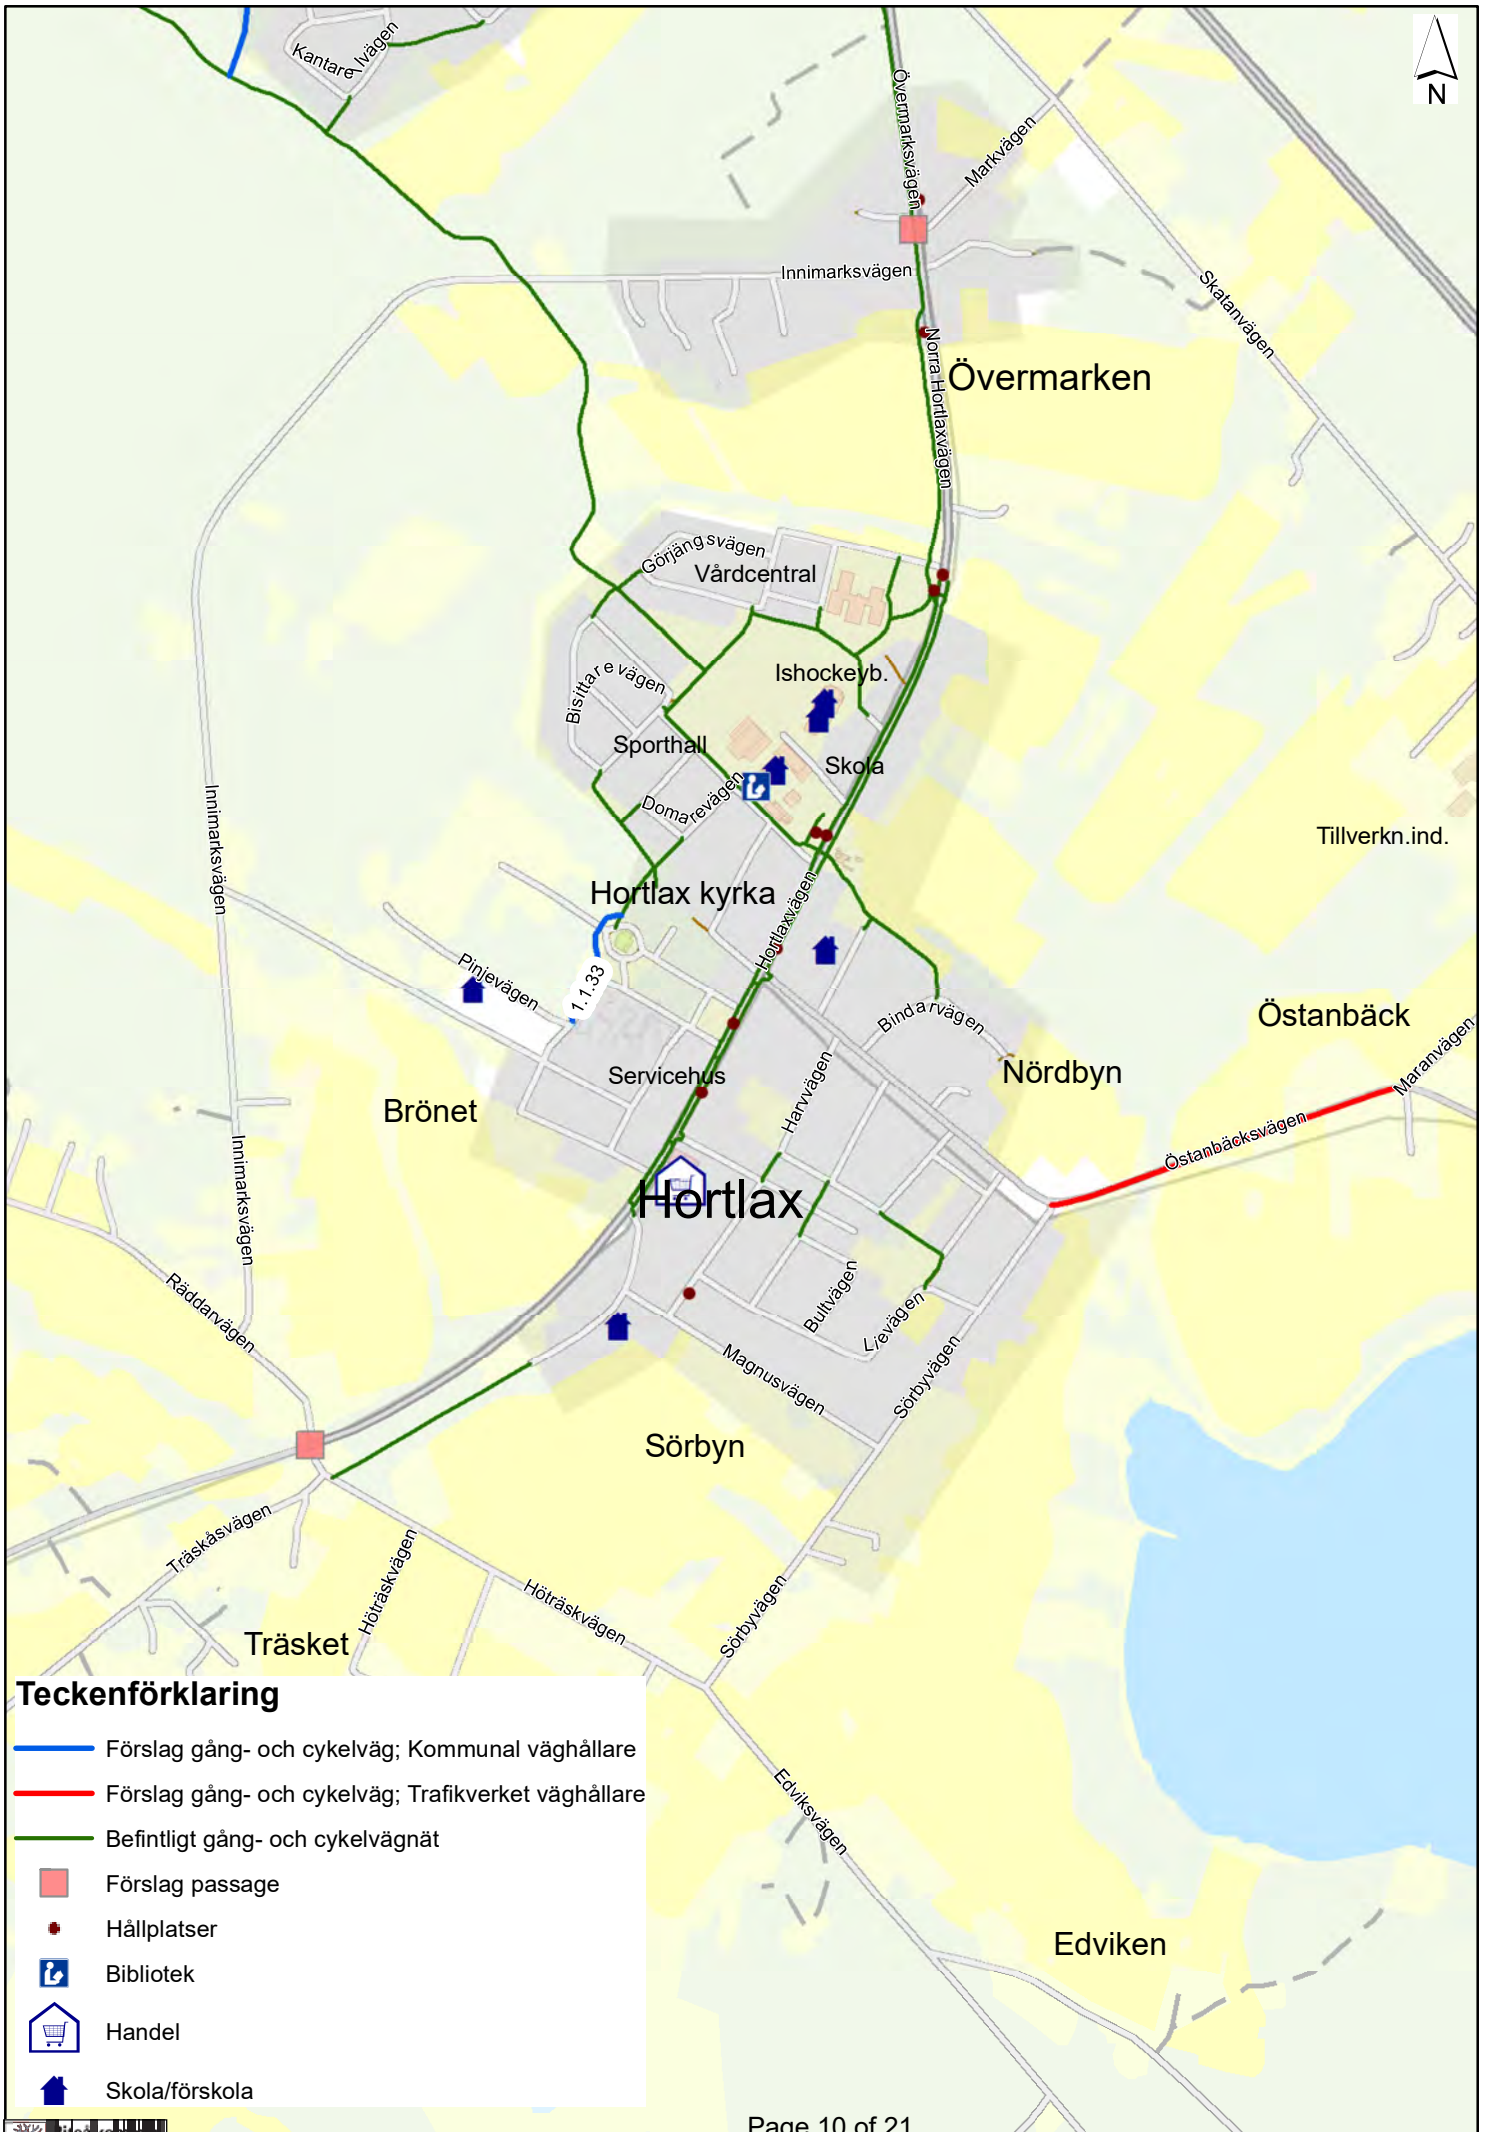 Kantarellvägen
N
Övermarksvägen
Markvägen
Innimarksvägen
Skatanvägen
Norra Hortlaxvägen
Övermarken
Görjängsvägen
Vårdcentral
Ishockeyb.
Bisittarevägen
Sporthall
Skola
Domarevägen
Innimarksvägen
Tillverkn.ind.
Hortlax kyrka
Hortlaxvägen
Pinjevägen
1.1.33
Bindarvägen
Östanbäck
Maranvägen
Servicehus
Nördbyn
Harvvägen
Brönet
Östanbäcksvägen
Innimarksvägen
Hortlax
Räddarvägen
Bultvägen
Lievägen
Magnusvägen
Sörbyvägen
Sörbyn
Träskåsvägen
Höträskvägen
Höträskvägen
Sörbyvägen
Träsket
Teckenförklaring
Förslag gång- och cykelväg; Kommunal väghållare
Förslag gång- och cykelväg; Trafikverket väghållare
Befintligt gång- och cykelvägnät
Förslag passage
Hållplatser
Bibliotek
Handel
Skola/förskola
Edviksvägen
Edviken
Page 10 of 21